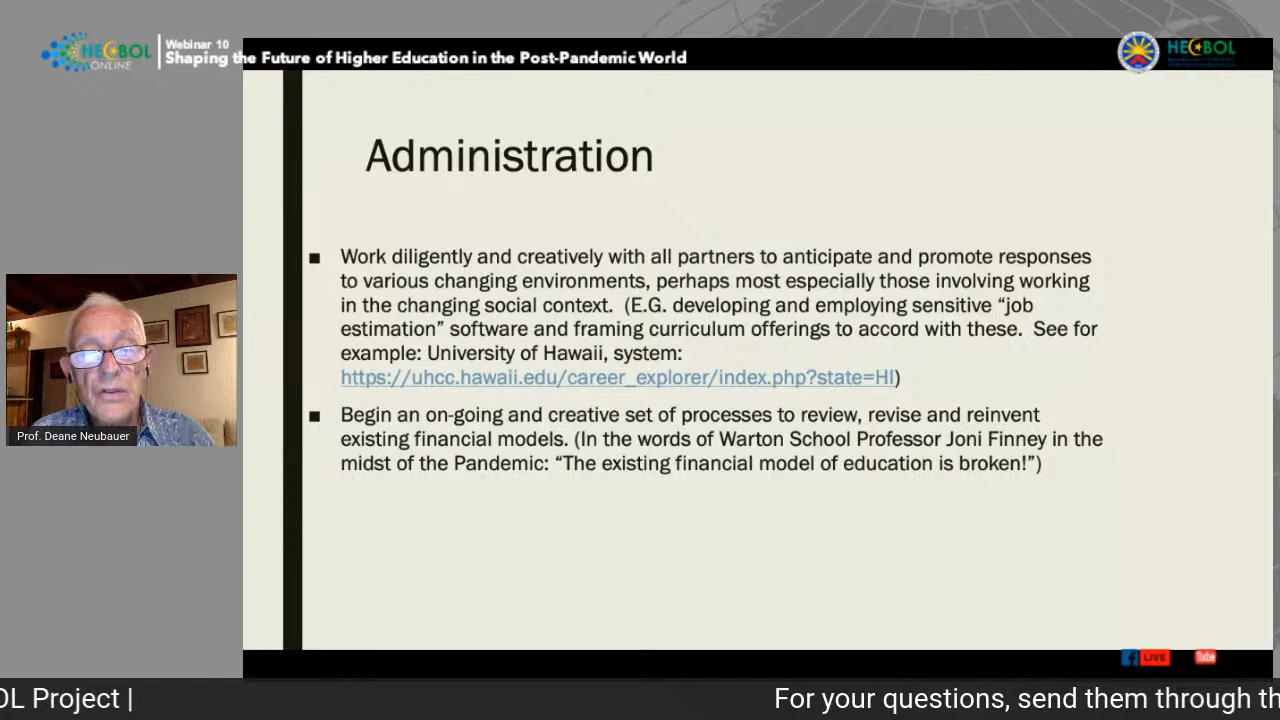 HECBOL
ONLINE
Webinar 10
Shaping the Future of Higher Education in the Post-Pandemic World
HECBOL
Administration
■ Work diligently and creatively with all partners to anticipate and promote responses
to various changing environments, perhaps most especially those involving working
in the changing social context. (E.G. developing and employing sensitive “job
estimation” software and framing curriculum offerings to accord with these. See for
example: University of Hawaii, system:
https://uhcc.hawaii.edu/career_explorer/index.php?state=HI)
■ Begin an on-going and creative set of processes to review, revise and reinvent
existing financial models. (In the words of Warton School Professor Joni Finney in the
midst of the Pandemic: “The existing financial model of education is broken!”)
Prof. Deane Neubauer
LIVE
Tube
OL Project | For your questions, send them through th